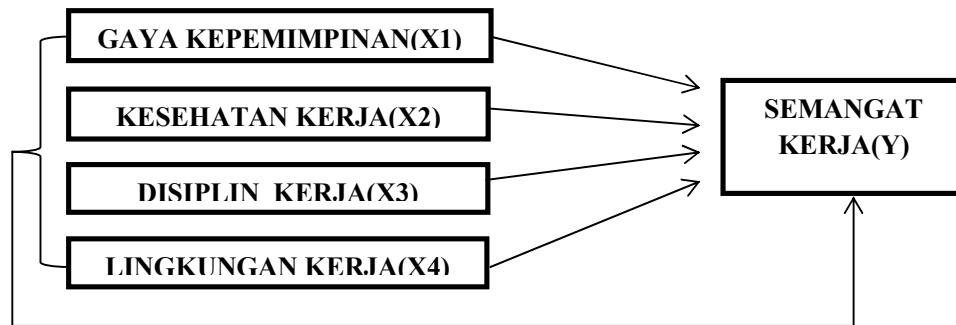 GAYA KEPEMIMPINAN(X1)
KESEHATAN KERJA(X2)
DISIPLIN KERJA(X3)
LINGKUNGAN KERJA(X4)
SEMANGAT
KERJA(Y)